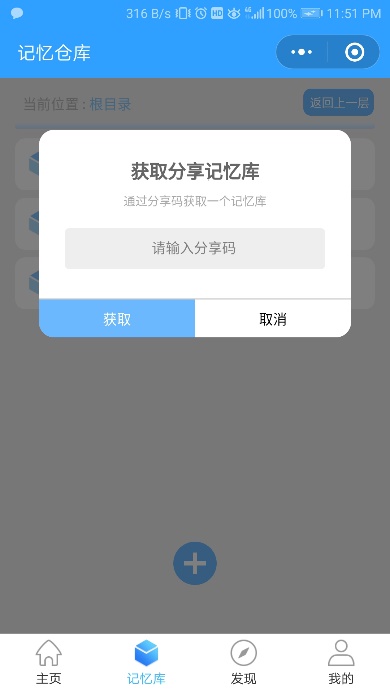 316 B/s HD 4G 100% 11:51 PM
记忆仓库
当前位置 : 根目录
返回上一层
获取分享记忆库
通过分享码获取一个记忆库
请输入分享码
获取 取消
主页 记忆库 发现 我的